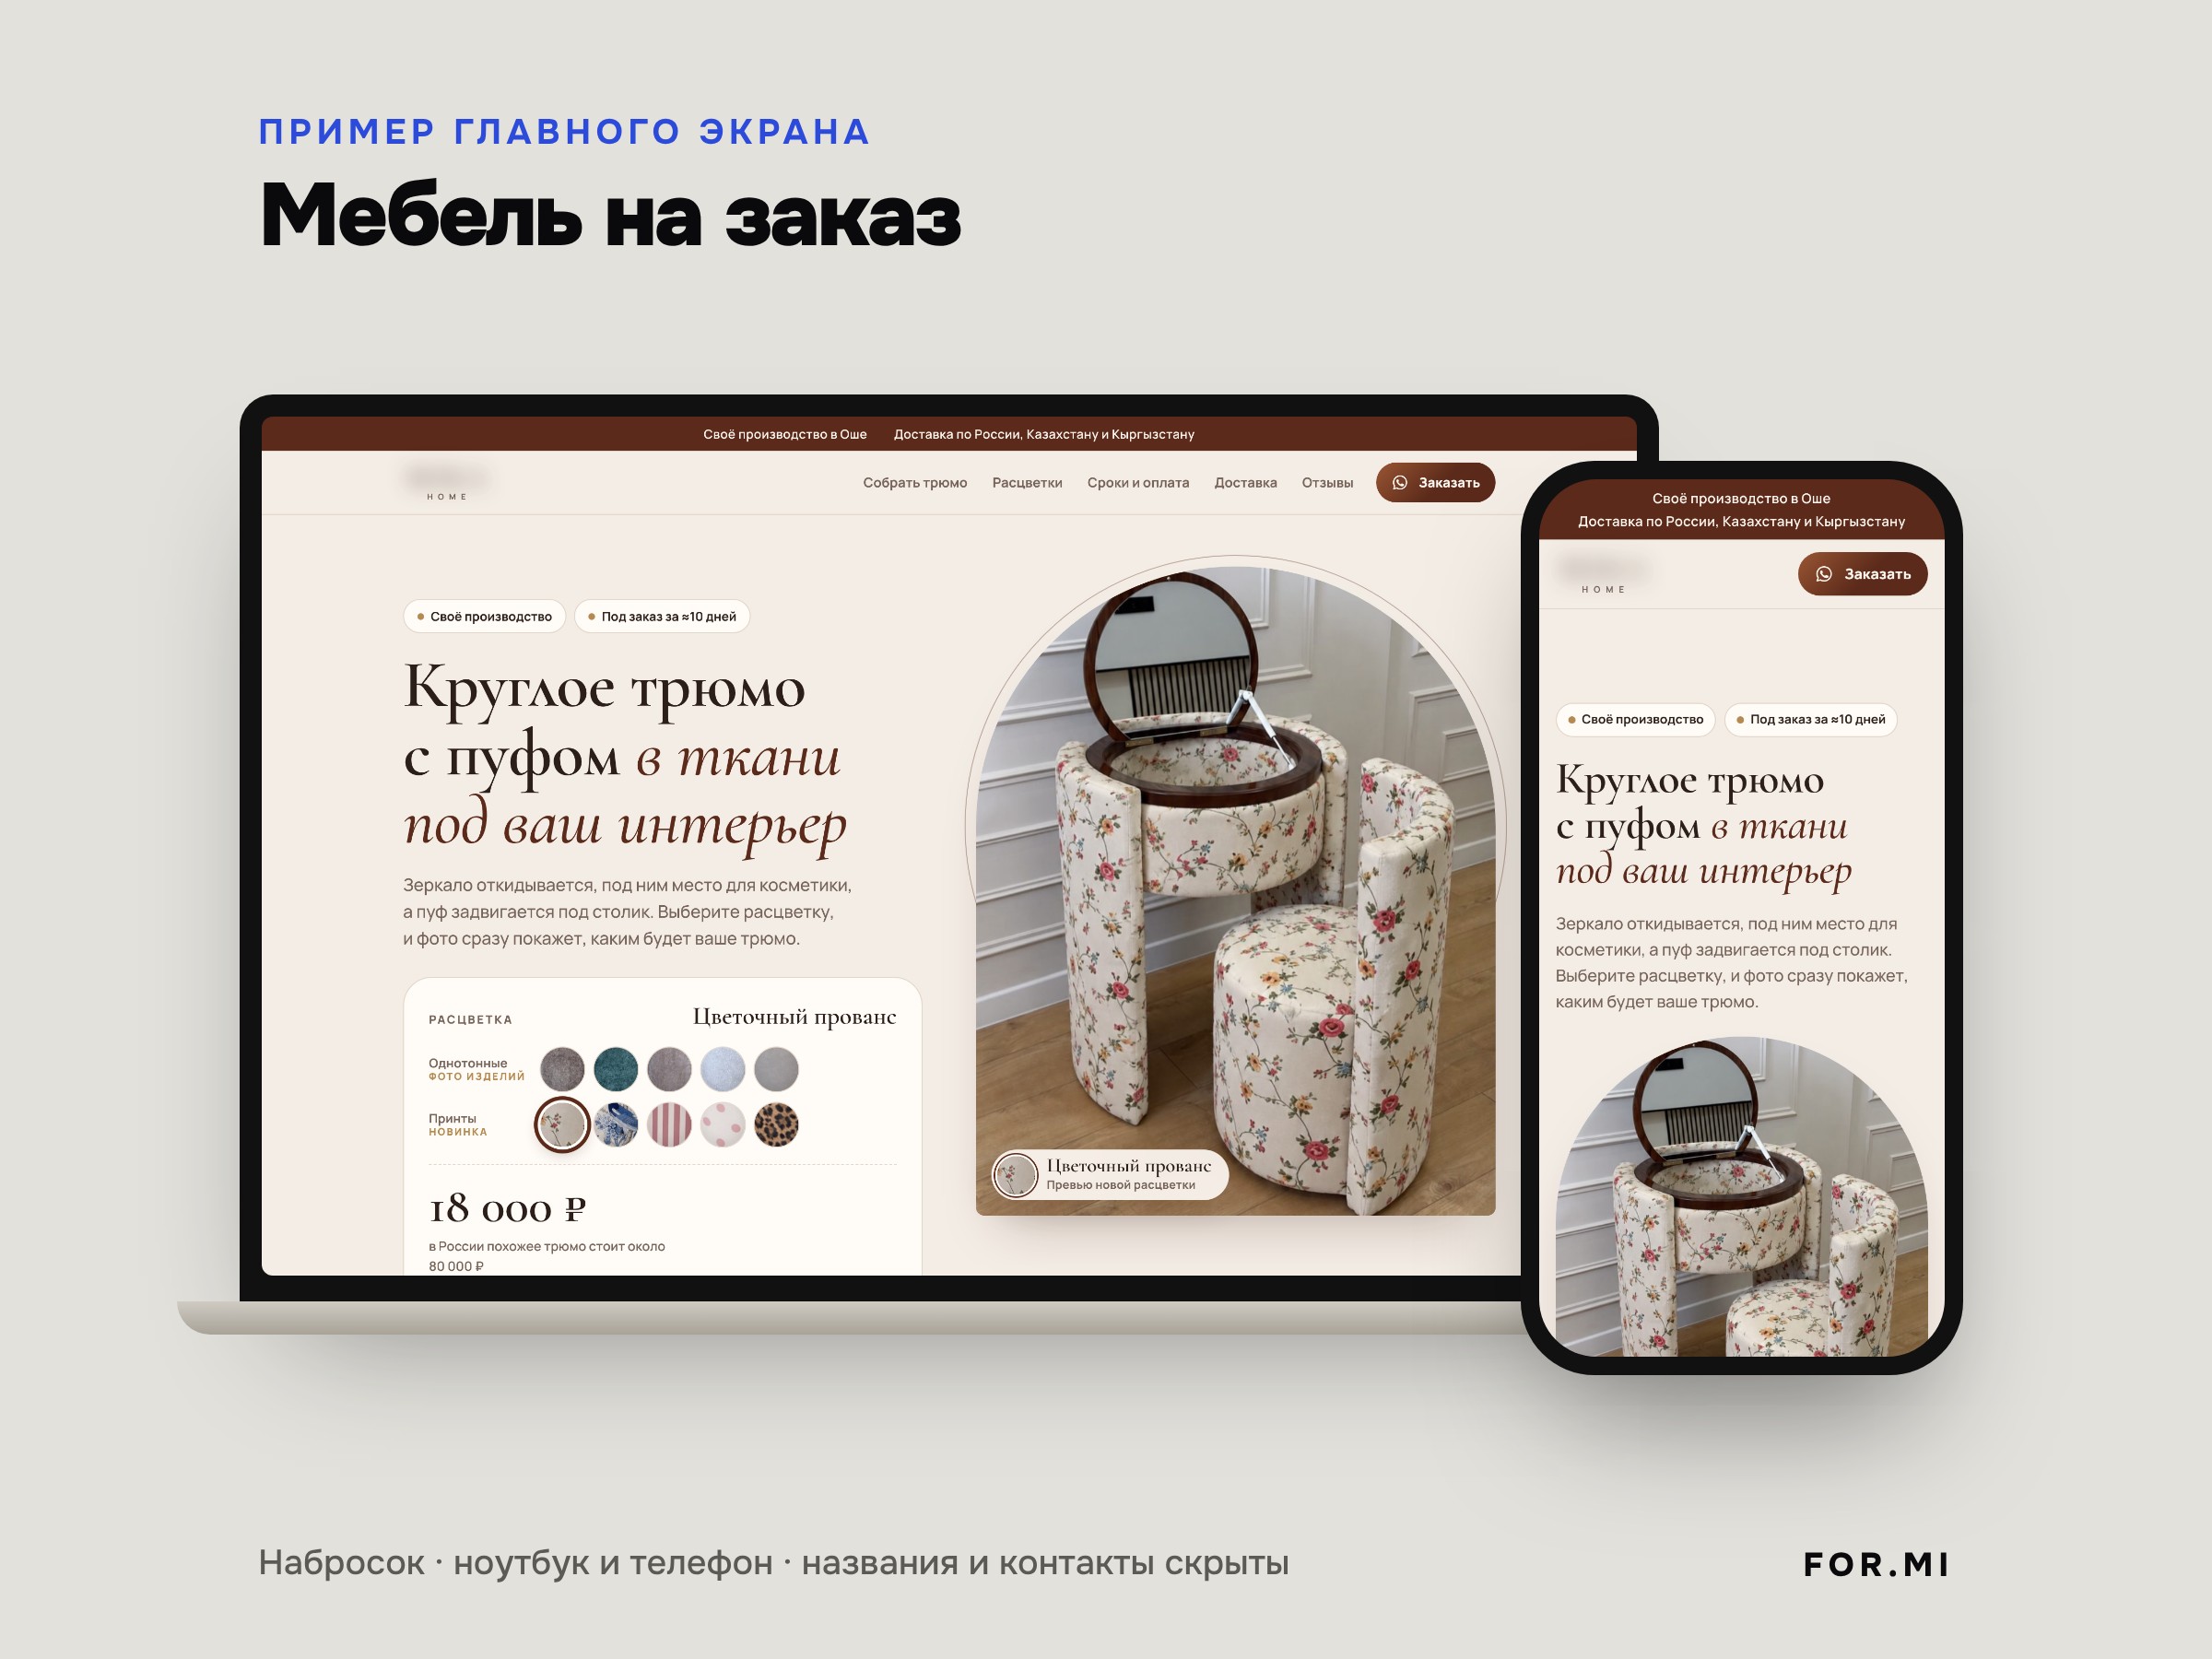 ПРИМЕР ГЛАВНОГО ЭКРАНА
Мебель на заказ
Своё производство в Оше Доставка по России, Казахстану и Кыргызстану
HOME
Собрать трюмо Расцветки Сроки и оплата Доставка Отзывы Заказать
Своё производство Под заказ за ≈10 дней
Круглое трюмо
с пуфом в ткани
под ваш интерьер
Зеркало откидывается, под ним место для косметики,
а пуф задвигается под столик. Выберите расцветку,
и фото сразу покажет, каким будет ваше трюмо.
РАСЦВЕТКА Цветочный прованс
Однотонные
ФОТО ИЗДЕЛИЙ
Принты
НОВИНКА
18 000 ₽
в России похожее трюмо стоит около
80 000 ₽
Цветочный прованс
Превью новой расцветки
Своё производство в Оше
Доставка по России, Казахстану и Кыргызстану
HOME
Заказать
Своё производство Под заказ за ≈10 дней
Круглое трюмо
с пуфом в ткани
под ваш интерьер
Зеркало откидывается, под ним место для
косметики, а пуф задвигается под столик.
Выберите расцветку, и фото сразу покажет,
каким будет ваше трюмо.
Набросок · ноутбук и телефон · названия и контакты скрыты
FOR.MI